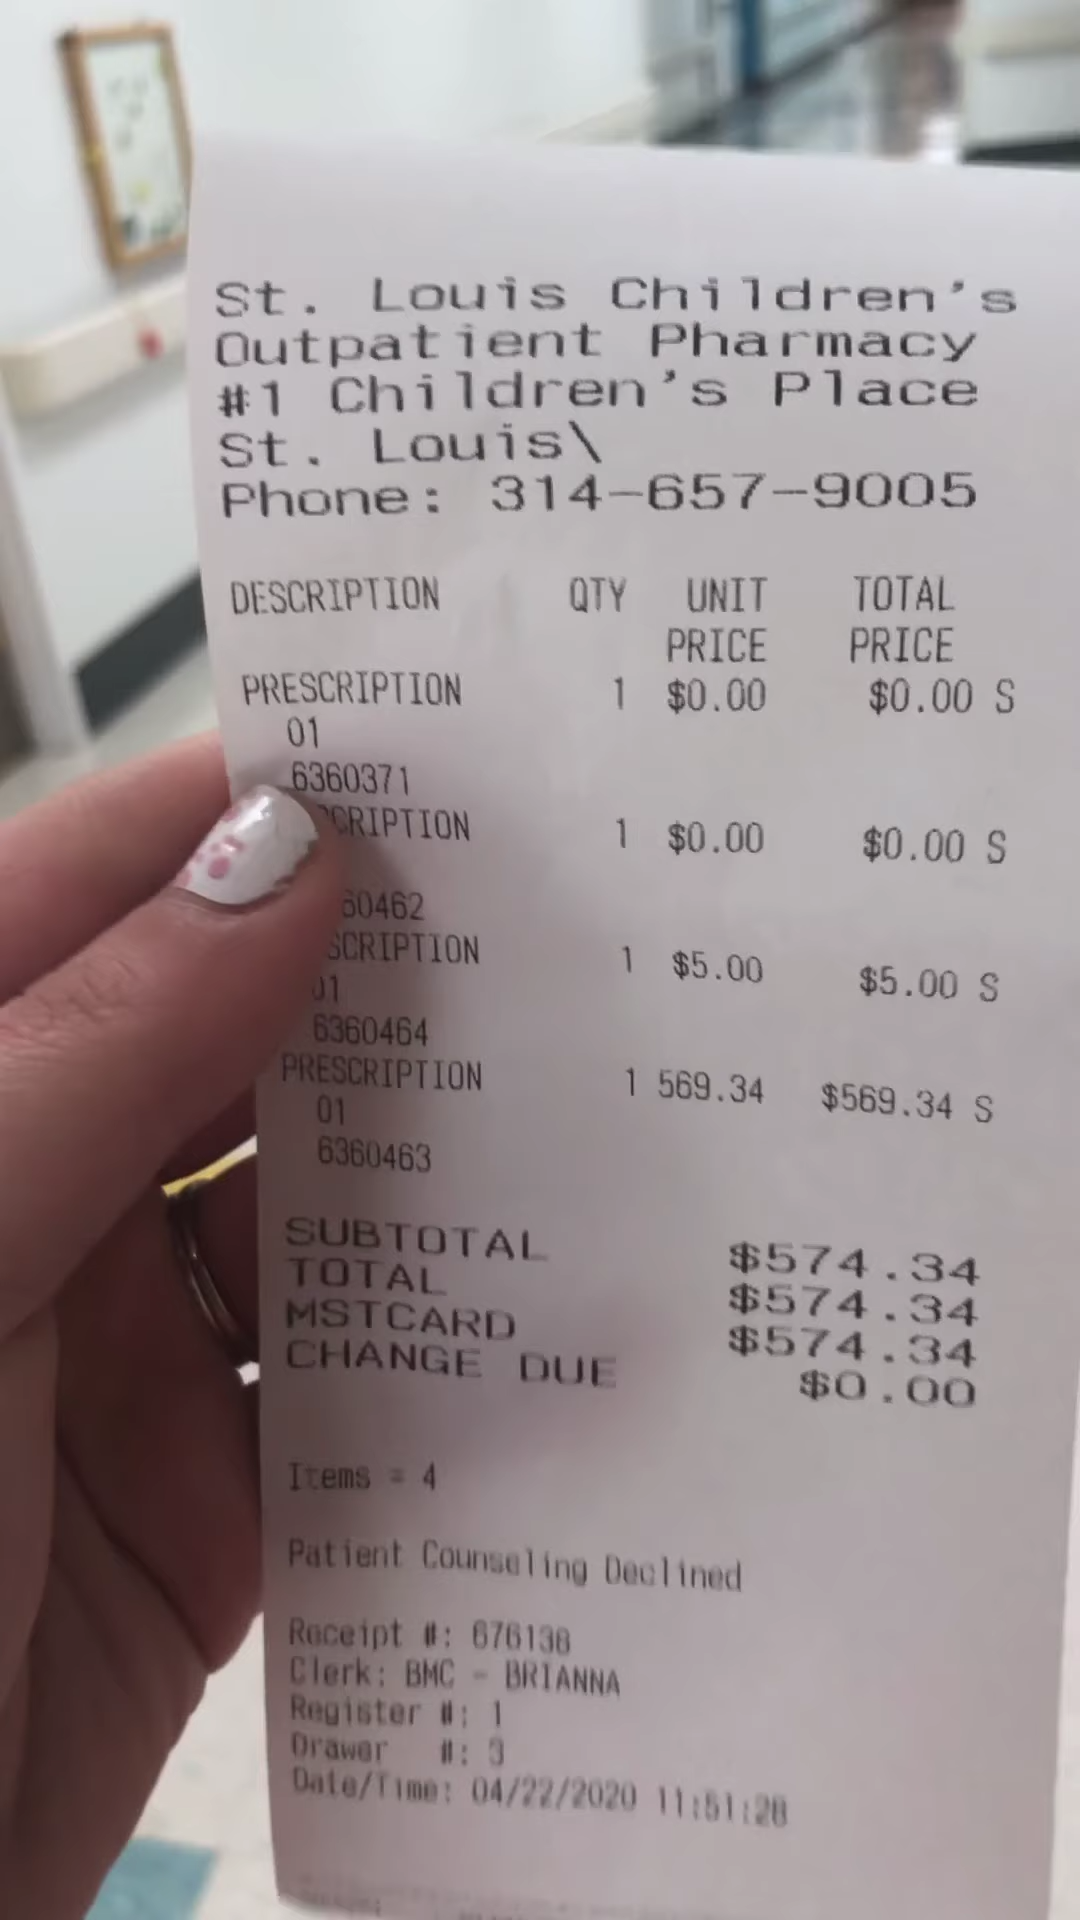 St. Louis Children's
Outpatient Pharmacy
#1 Children's Place
St. Louis\
Phone: 314-657-9005
DESCRIPTION QTY UNIT TOTAL
PRICE PRICE
PRESCRIPTION 1 $0.00 $0.00 S
01
6360371
SCRIPTION 1 $0.00 $0.00 S
60462
SCRIPTION 1 $5.00 $5.00 S
01
6360464
PRESCRIPTION 1 569.34 $569.34 S
01
6360463
SUBTOTAL $574.34
TOTAL $574.34
MSTCARD $574.34
CHANGE DUE $0.00
Items = 4
Patient Counseling Declined
Receipt #: 676138
Clerk: BMC - BRIANNA
Register #: 1
Drawer #: 3
Date/Time: 04/22/2020 11:51:28